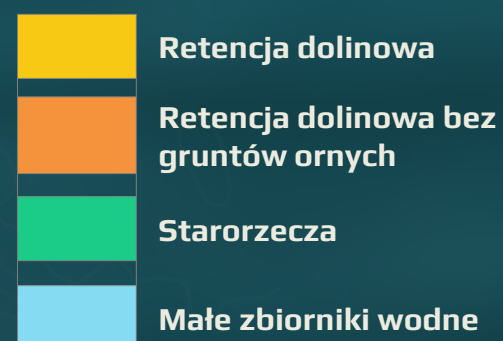 Retencja dolinowa
Retencja dolinowa bez
gruntów ornych
Starorzecza
Małe zbiorniki wodne